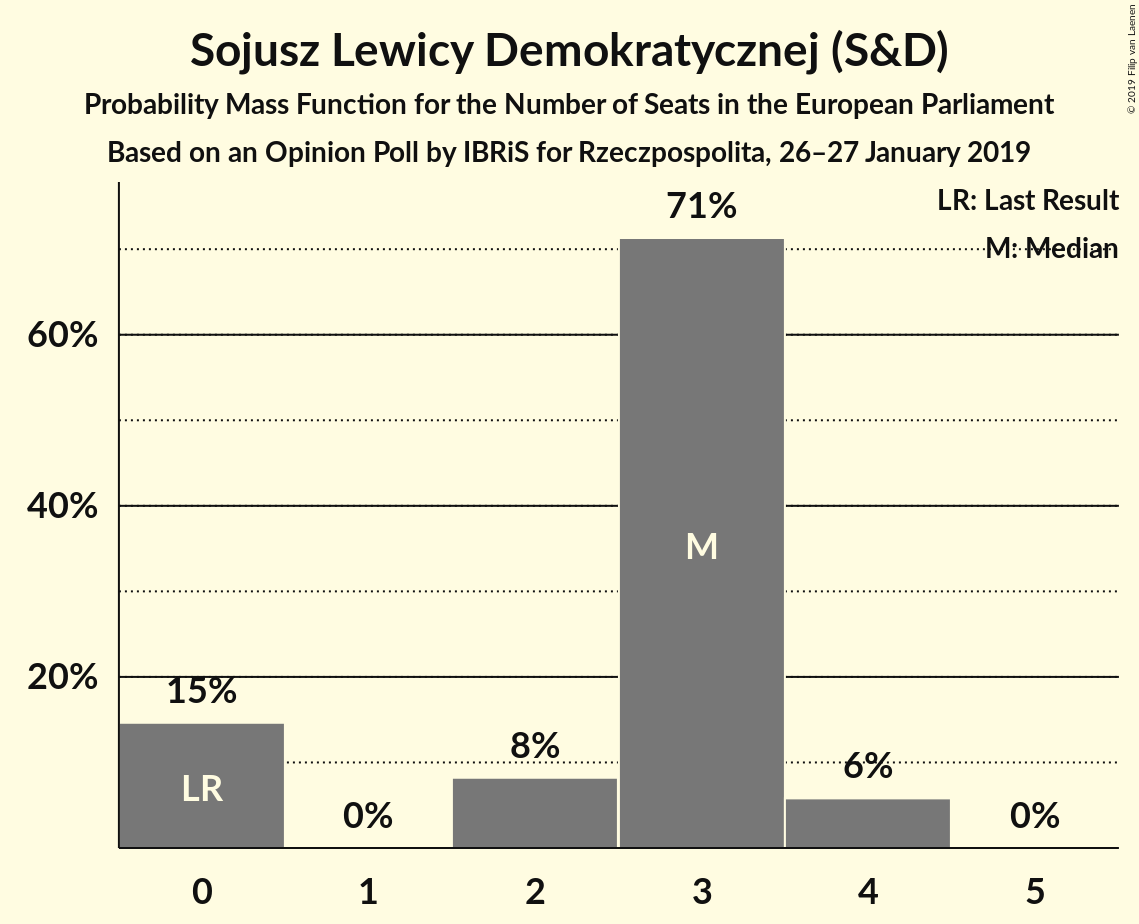 Sojusz Lewicy Demokratycznej (S&D)
Probability Mass Function for the Number of Seats in the European Parliament
Based on an Opinion Poll by IBRiS for Rzeczpospolita, 26–27 January 2019
© 2019 Filip van Laenen
LR: Last Result
M: Median
71%
60%
40%
M
20%
15%
8%
6%
LR
0%
0%
0 1 2 3 4 5